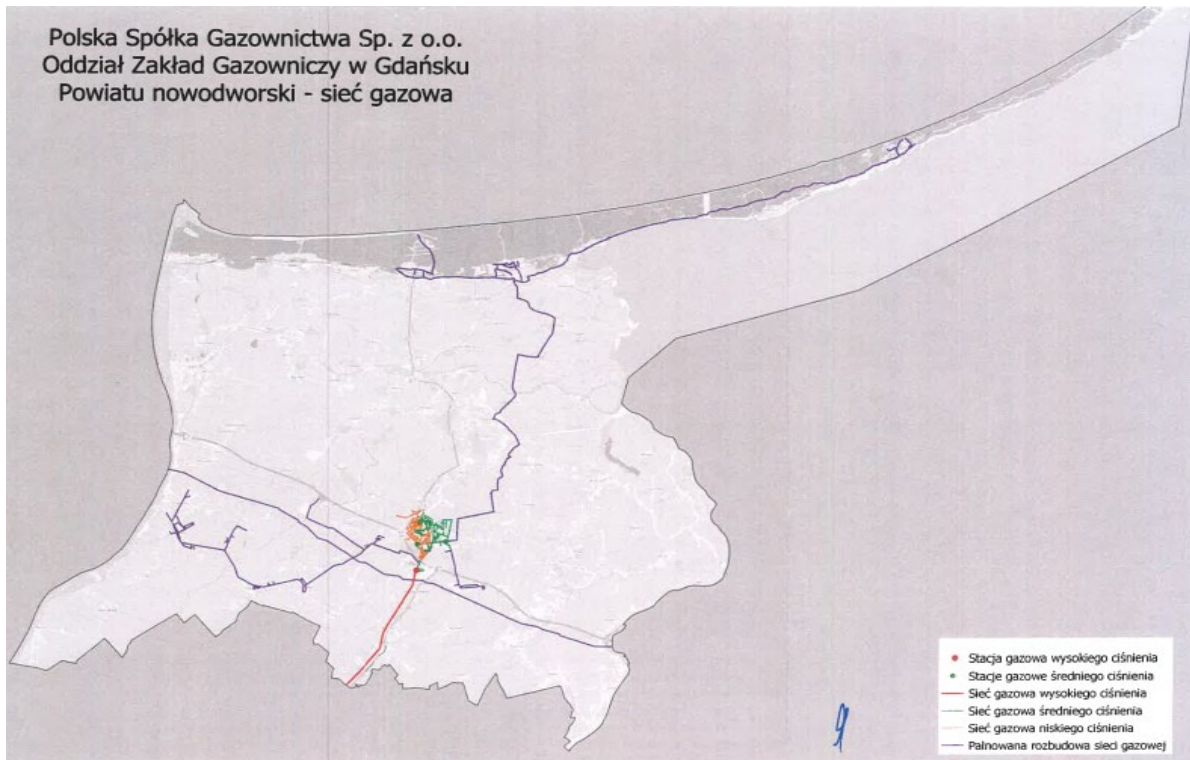 Polska Spółka Gazownictwa Sp. z o.o.
Oddział Zakład Gazowniczy w Gdańsku
Powiatu nowodworski - sieć gazowa
Stacja gazowa wysokiego ciśnienia
Stacje gazowe średniego ciśnienia
Sieć gazowa wysokiego ciśnienia
Sieć gazowa średniego ciśnienia
Sieć gazowa niskiego ciśnienia
Palnowana rozbudowa sieci gazowej